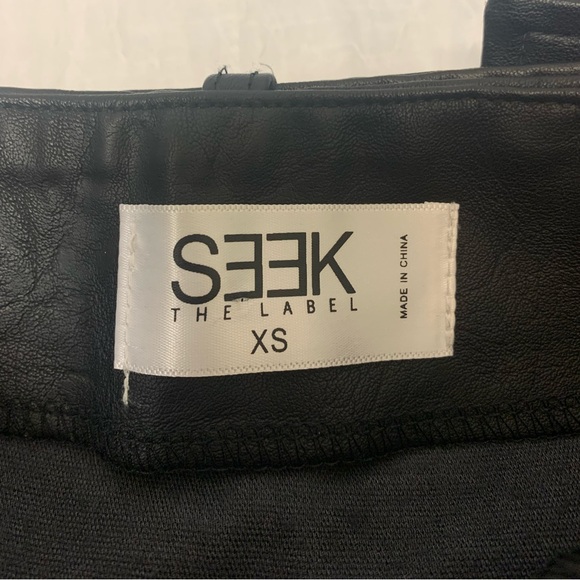 SEEK
THE LABEL
XS
MADE IN CHINA